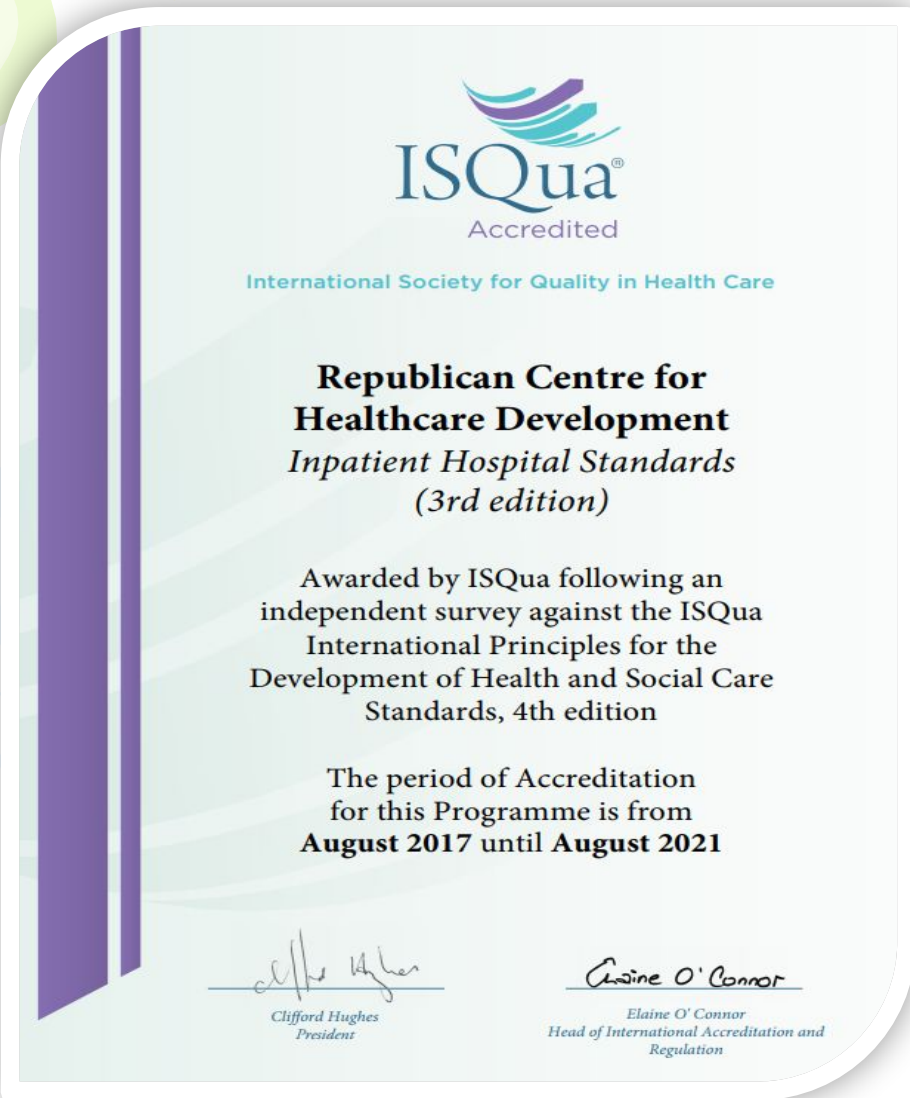 ISQua®
Accredited
International Society for Quality in Health Care
Republican Centre for
Healthcare Development
Inpatient Hospital Standards
(3rd edition)
Awarded by ISQua following an
independent survey against the ISQua
International Principles for the
Development of Health and Social Care
Standards, 4th edition
The period of Accreditation
for this Programme is from
August 2017 until August 2021
Clifford Hughes
Elaine O' Connor
Clifford Hughes
President
Elaine O' Connor
Head of International Accreditation and
Regulation